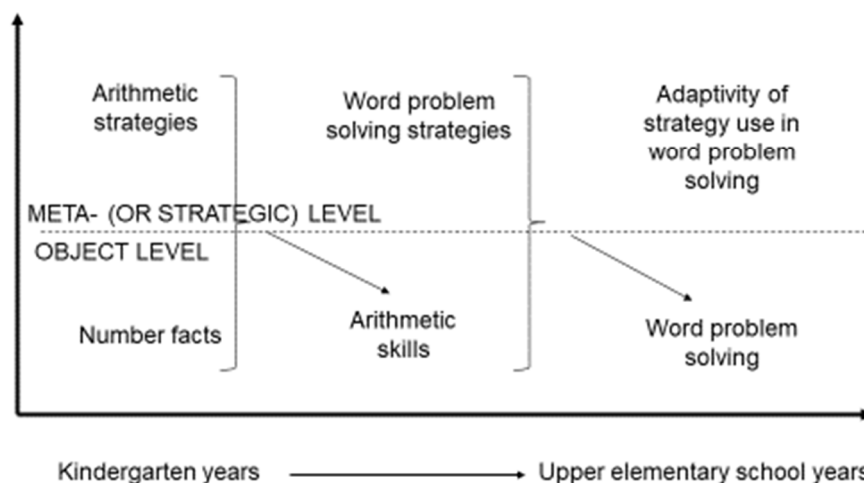 Arithmetic
strategies
Word problem
solving strategies
Adaptivity of
strategy use in
word problem
solving
META- (OR STRATEGIC) LEVEL
OBJECT LEVEL
Number facts
Arithmetic
skills
Word problem
solving
Kindergarten years
Upper elementary school years